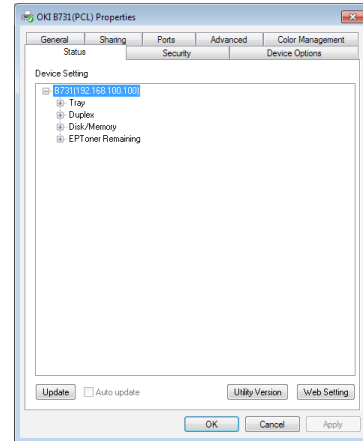 OKI B731(PCL) Properties
General Sharing Ports Advanced Color Management
Status Security Device Options
Device Setting
B731(192.168.100.100)
Tray
Duplex
Disk/Memory
EPToner Remaining
Update Auto update Utility Version Web Setting
OK Cancel Apply